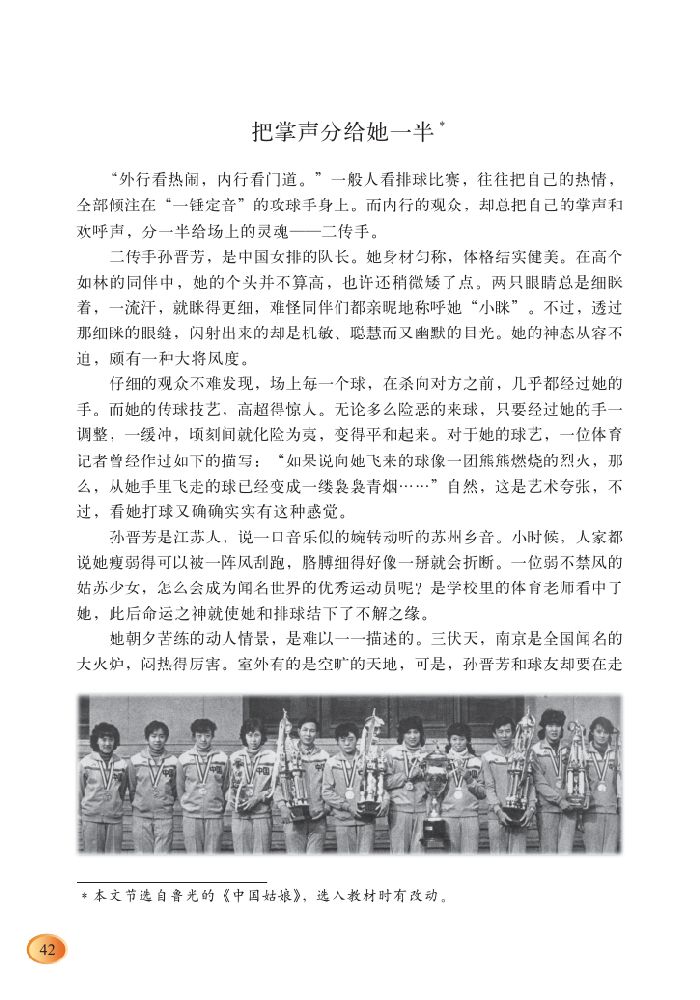 把掌声分给她一半*
“外行看热闹，内行看门道。”一般人看排球比赛，往往把自己的热情，
全部倾注在“一锤定音”的攻球手身上。而内行的观众，却总把自己的掌声和
欢呼声，分一半给场上的灵魂——二传手。
二传手孙晋芳，是中国女排的队长。她身材匀称，体格结实健美。在高个
如林的同伴中，她的个头并不算高，也许还稍微矮了点。两只眼睛总是细眯
着，一流汗，就眯得更细，难怪同伴们都亲昵地称呼她“小眯”。不过，透过
那细眯的眼缝，闪射出来的却是机敏、聪慧而又幽默的目光。她的神态从容不
迫，颇有一种大将风度。
仔细的观众不难发现，场上每一个球，在杀向对方之前，几乎都经过她的
手。而她的传球技艺，高超得惊人。无论多么险恶的来球，只要经过她的手一
调整，一缓冲，顷刻间就化险为夷，变得平和起来。对于她的球艺，一位体育
记者曾经作过如下的描写：“如果说向她飞来的球像一团熊熊燃烧的烈火，那
么，从她手里飞走的球已经变成一缕袅袅青烟……”自然，这是艺术夸张，不
过，看她打球又确确实实有这种感觉。
孙晋芳是江苏人，说一口音乐似的婉转动听的苏州乡音。小时候，人家都
说她瘦弱得可以被一阵风刮跑，胳膊细得好像一掰就会折断。一位弱不禁风的
姑苏少女，怎么会成为闻名世界的优秀运动员呢？是学校里的体育老师看中了
她，此后命运之神就使她和排球结下了不解之缘。
她朝夕苦练的动人情景，是难以一一描述的。三伏天，南京是全国闻名的
大火炉，闷热得厉害。室外有的是空旷的天地，可是，孙晋芳和球友却要在走
中国
中国
*本文节选自鲁光的《中国姑娘》，选入教材时有改动。
42